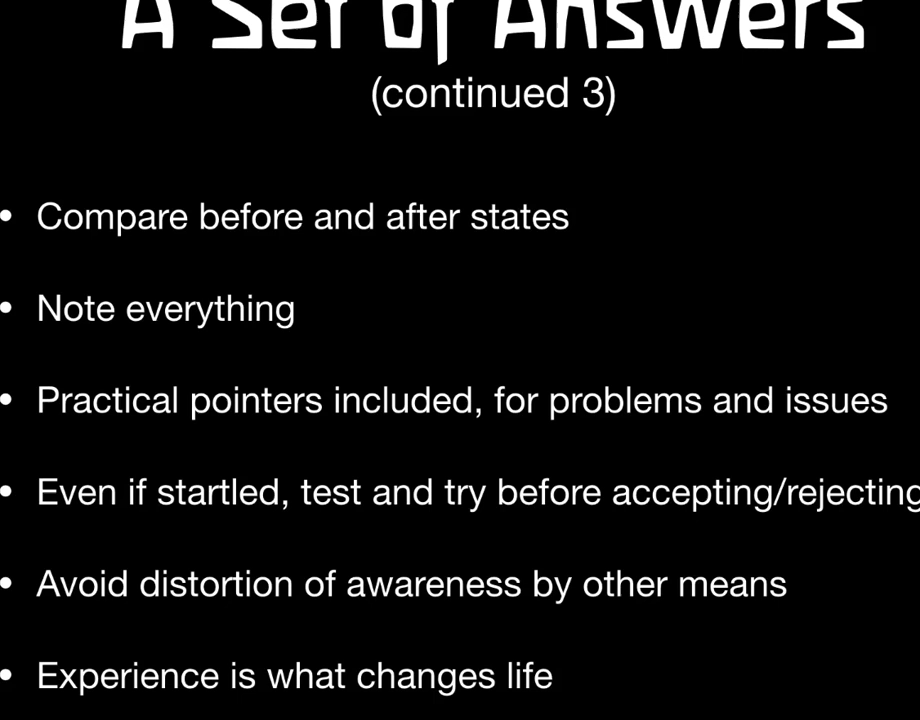 A Set of Answers
(continued 3)
• Compare before and after states
• Note everything
• Practical pointers included, for problems and issues
• Even if startled, test and try before accepting/rejecting
• Avoid distortion of awareness by other means
• Experience is what changes life